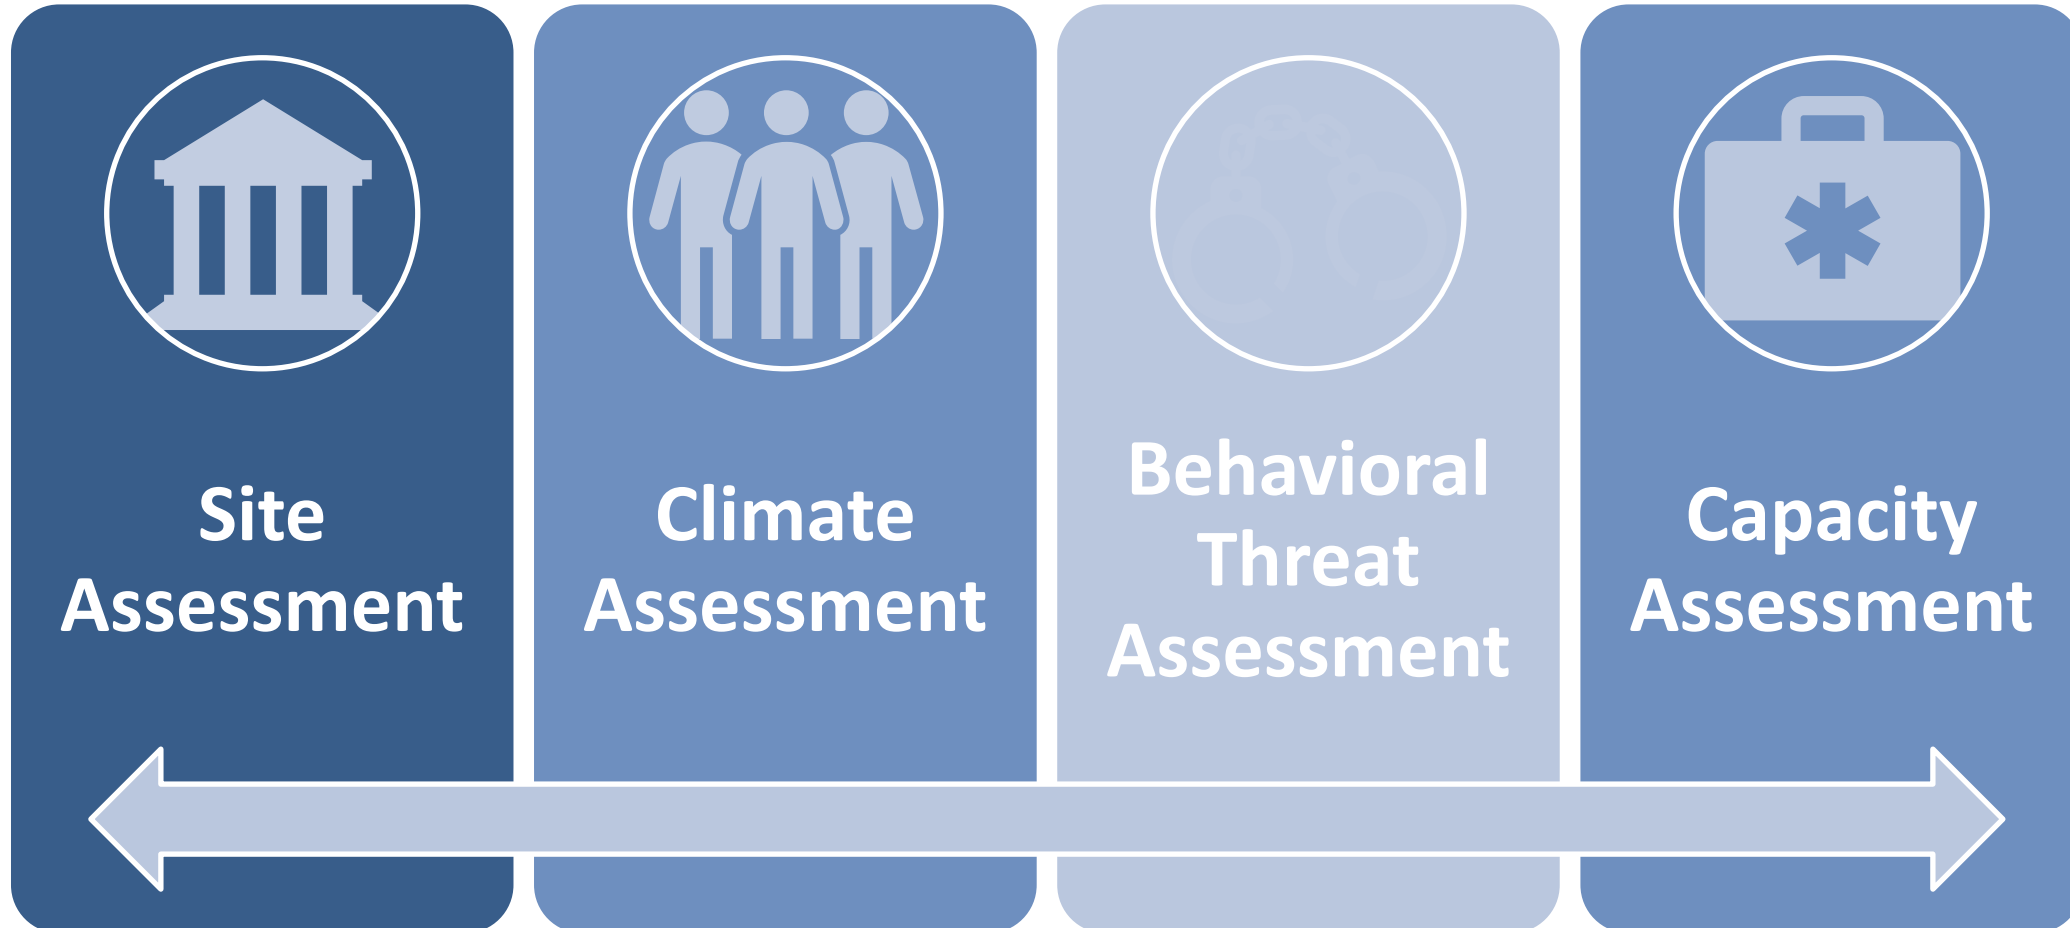 Site
Assessment
Climate
Assessment
Behavioral
Threat
Assessment
Capacity
Assessment